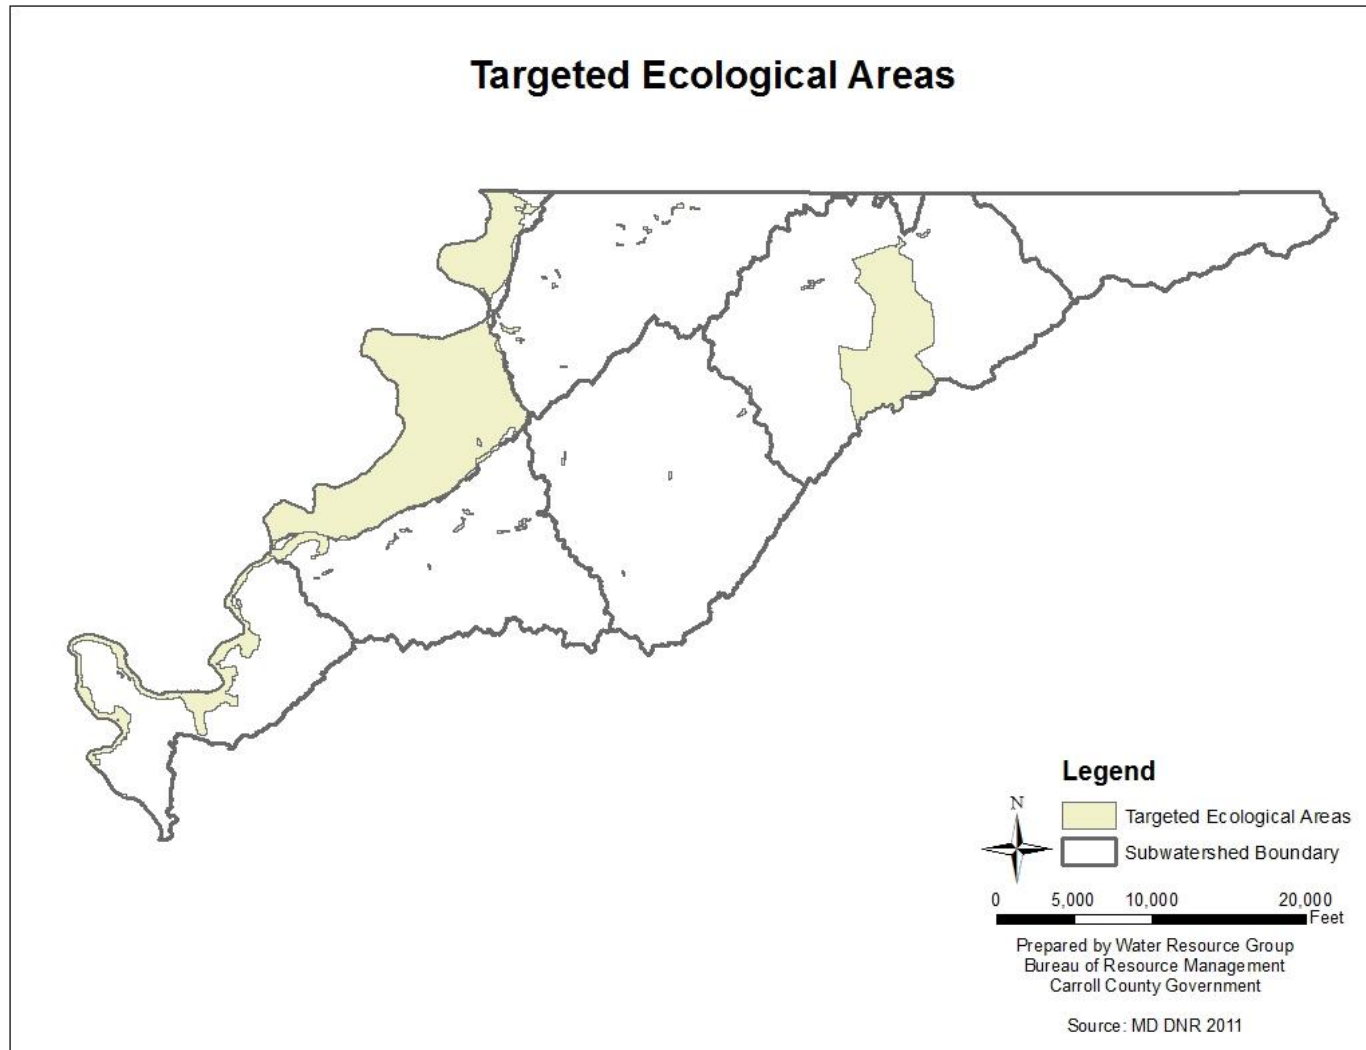 Targeted Ecological Areas
Legend
N
Targeted Ecological Areas
Subwatershed Boundary
0 5,000 10,000 20,000
Feet
Prepared by Water Resource Group
Bureau of Resource Management
Carroll County Government
Source: MD DNR 2011